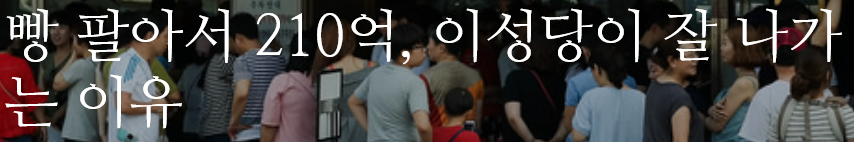 빵 팔아서 210억, 이성당이 잘 나가
는 이유